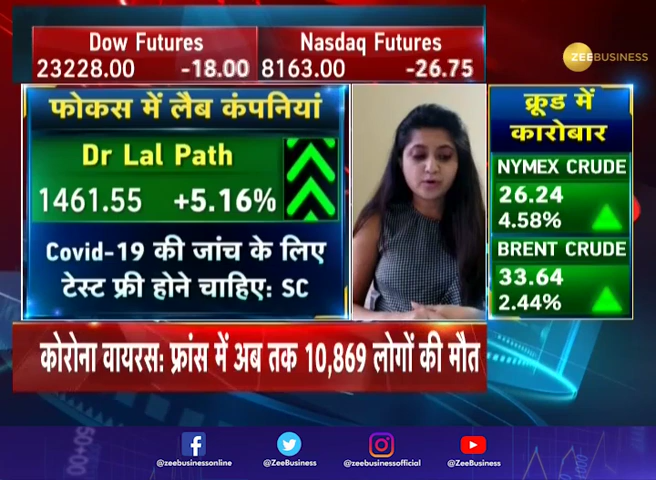 Dow Futures
23228.00 -18.00
Nasdaq Futures
8163.00 -26.75
ZEEBUSINESS
फोकस में लैब कंपनियां
Dr Lal Path
1461.55 +5.16%
Covid-19 की जांच के लिए
टेस्ट फ्री होने चाहिए: SC
क्रूड में
कारोबार
NYMEX CRUDE
26.24
4.58%
BRENT CRUDE
33.64
2.44%
कोरोना वायरस: फ्रांस में अब तक 10,869 लोगों की मौत
@zeebusinessonline
@ZeeBusiness
@zeebusinessofficial
@ZeeBusiness